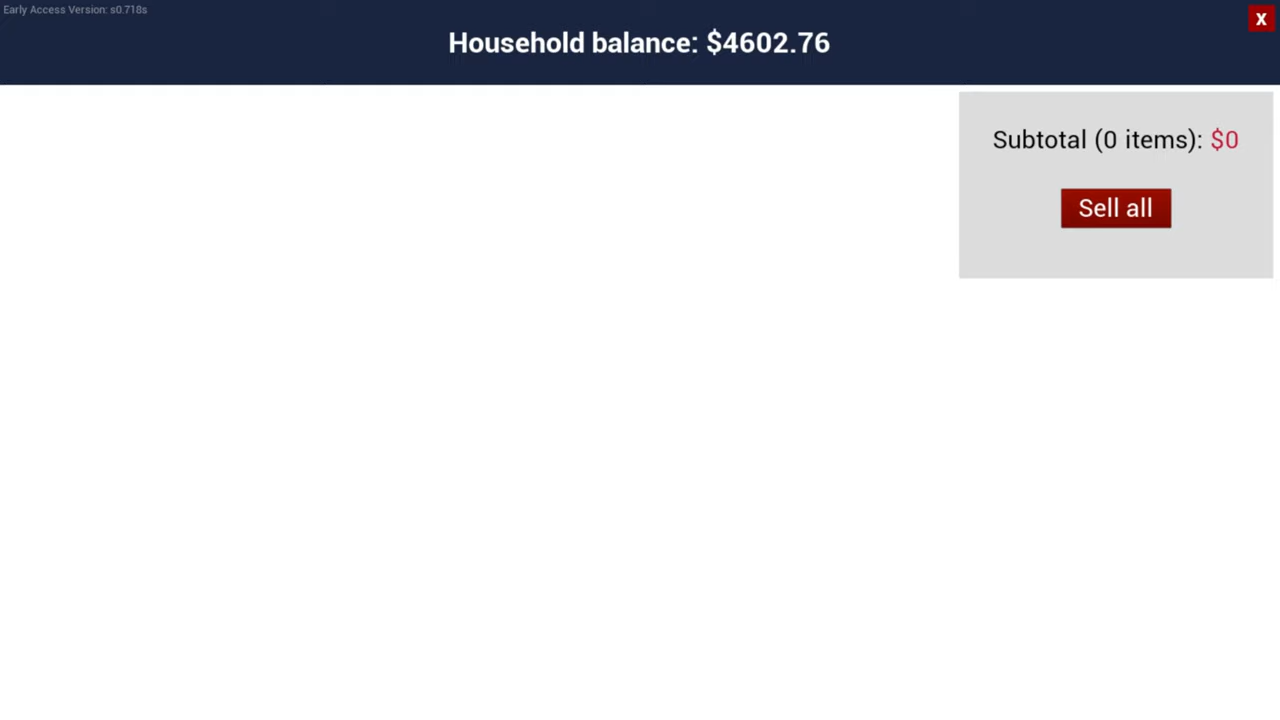 Early Access Version: s0.718s
X
Household balance: $4602.76
Subtotal (0 items): $0
Sell all